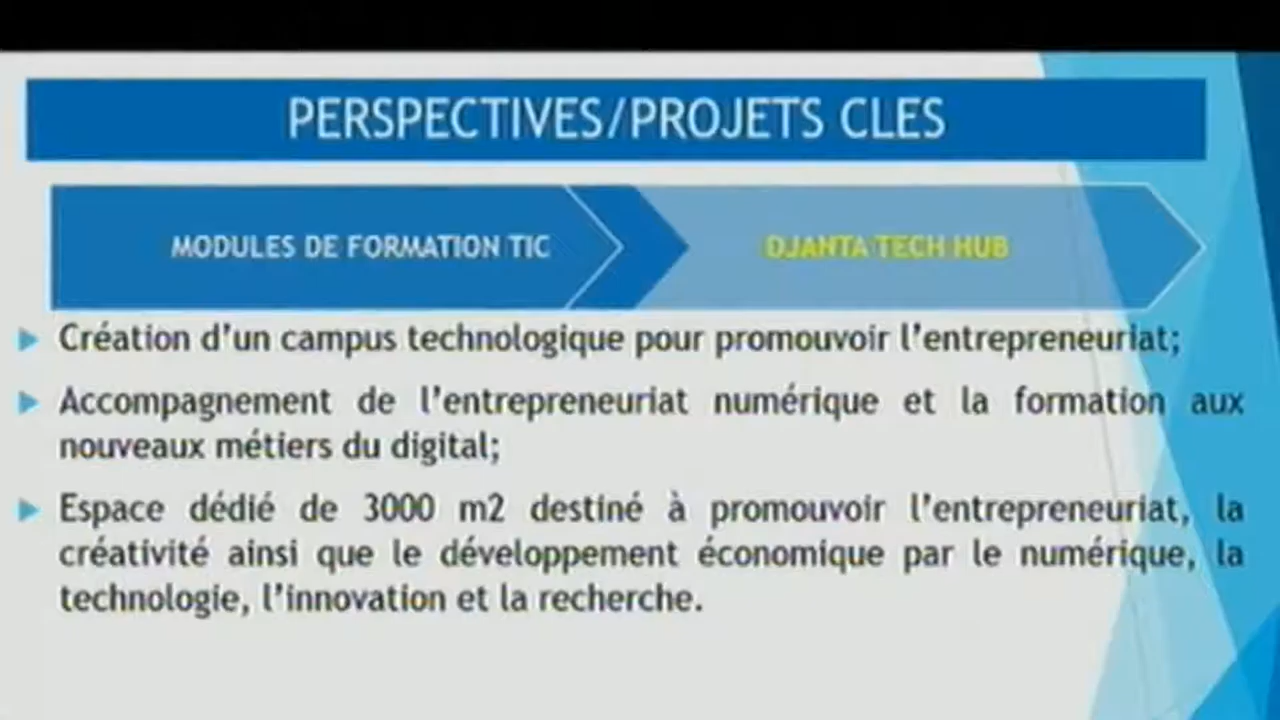 PERSPECTIVES/PROJETS CLES
MODULES DE FORMATION TIC
DJANTA TECH HUB
Création d'un campus technologique pour promouvoir l'entrepreneuriat;
Accompagnement de l'entrepreneuriat numérique et la formation aux
nouveaux métiers du digital;
Espace dédié de 3000 m2 destiné à promouvoir l'entrepreneuriat, la
créativité ainsi que le développement économique par le numérique, la
technologie, l'innovation et la recherche.